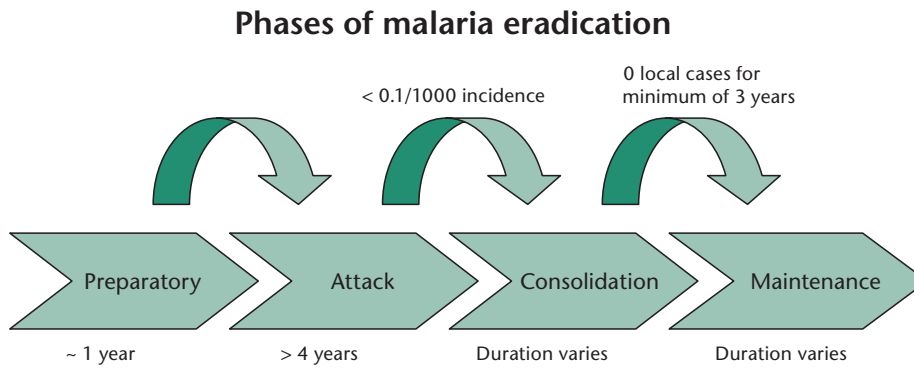 Phases of malaria eradication
< 0.1/1000 incidence
0 local cases for
minimum of 3 years
Preparatory
Attack
Consolidation
Maintenance
~ 1 year
> 4 years
Duration varies
Duration varies